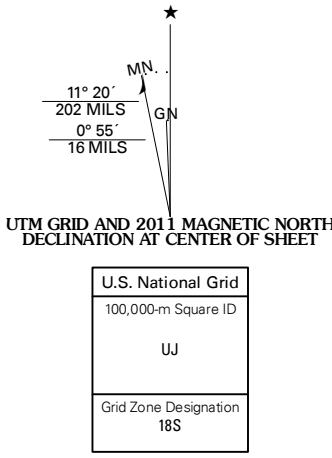 ★
MN
11° 20´
202 MILS
GN
0° 55´
16 MILS
UTM GRID AND 2011 MAGNETIC NORTH
DECLINATION AT CENTER OF SHEET
U.S. National Grid
100,000-m Square ID
UJ
Grid Zone Designation
18S